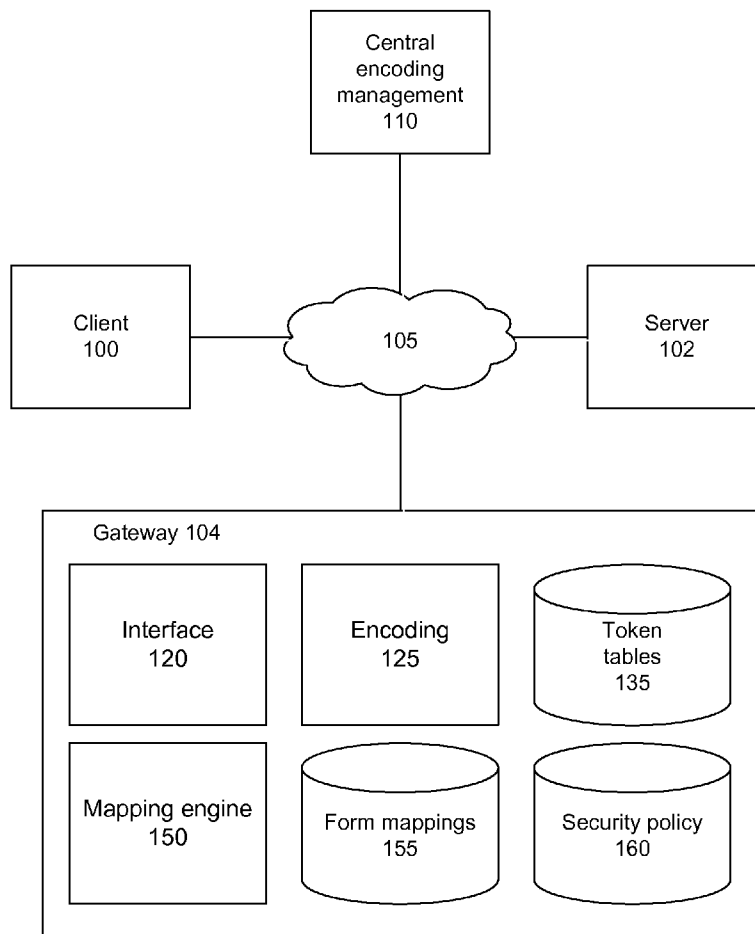 Central
encoding
management
110
Client
100
105
Server
102
Gateway 104
Interface
120
Encoding
125
Token
tables
135
Mapping engine
150
Form mappings
155
Security policy
160